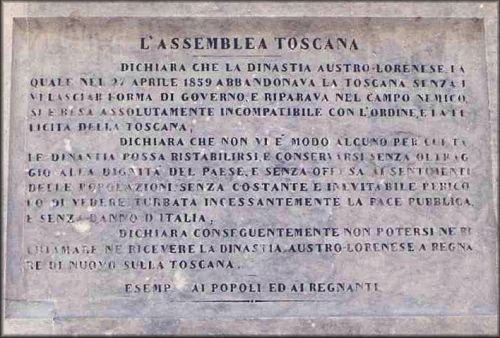 L'ASSEMBLEA TOSCANA
DICHIARA CHE LA DINASTIA AUSTRO-LORENESE, LA
QUALE NEL 27 APRILE 1859 ABBANDONAVA LA TOSCANA SENZA I
VI LASCIAR FORMA DI GOVERNO, E RIPARAVA NEL CAMPO NEMICO,
SI È RESA ASSOLUTAMENTE INCOMPATIBILE CON L'ORDINE, E LA FE
LICITÀ DELLA TOSCANA;
DICHIARA CHE NON VI È MODO ALCUNO PER CUI TA
LE DINASTIA POSSA RISTABILIRSI E CONSERVARSI SENZA OLTRAG
GIO ALLA DIGNITÀ DEL PAESE, E SENZA OFFESA AI SENTIMENTI
DELLE POPOLAZIONI, SENZA COSTANTE E INEVITABILE PERICO
LO DI VEDERE TURBATA INCESSANTEMENTE LA PACE PUBBLICA,
E SENZA DANNO D'ITALIA;
DICHIARA CONSEGUENTEMENTE NON POTERSI NE RI
CHIAMARE NE RICEVERE LA DINASTIA AUSTRO-LORENESE A REGNA
RE DI NUOVO SULLA TOSCANA.
ESEMP AI POPOLI ED AI REGNANTI